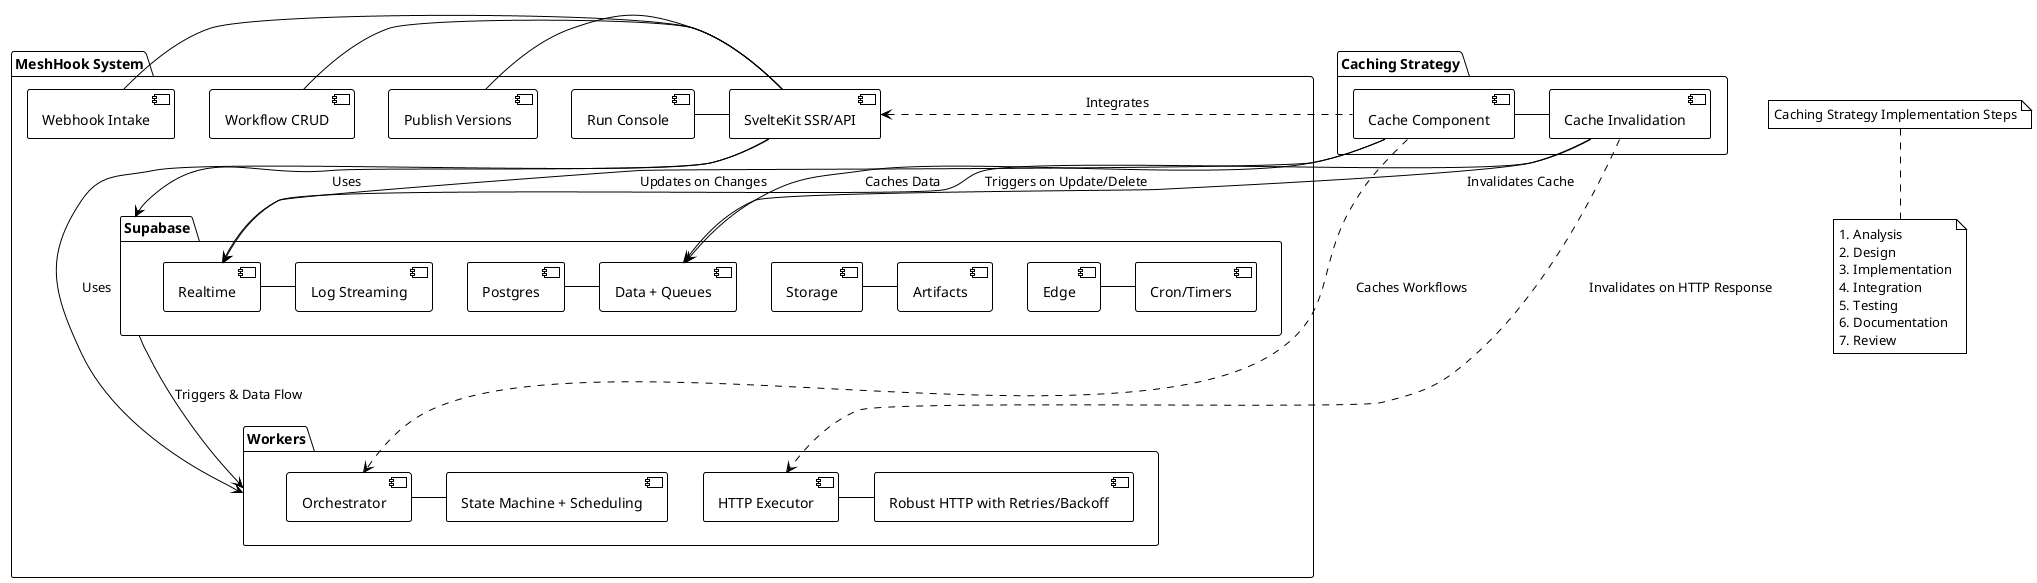 MeshHook System
Caching Strategy
Webhook Intake
Workflow CRUD
Publish Versions
Run Console
SvelteKit SSR/API
Integrates
Cache Component
Cache Invalidation
Caching Strategy Implementation Steps
Uses
Updates on Changes
Caches Data
Triggers on Update/Delete
Invalidates Cache
Supabase
Realtime
Log Streaming
Postgres
Data + Queues
Storage
Artifacts
Edge
Cron/Timers
Uses
Caches Workflows
Invalidates on HTTP Response
1. Analysis
2. Design
3. Implementation
4. Integration
5. Testing
6. Documentation
7. Review
Triggers & Data Flow
Workers
Orchestrator
State Machine + Scheduling
HTTP Executor
Robust HTTP with Retries/Backoff